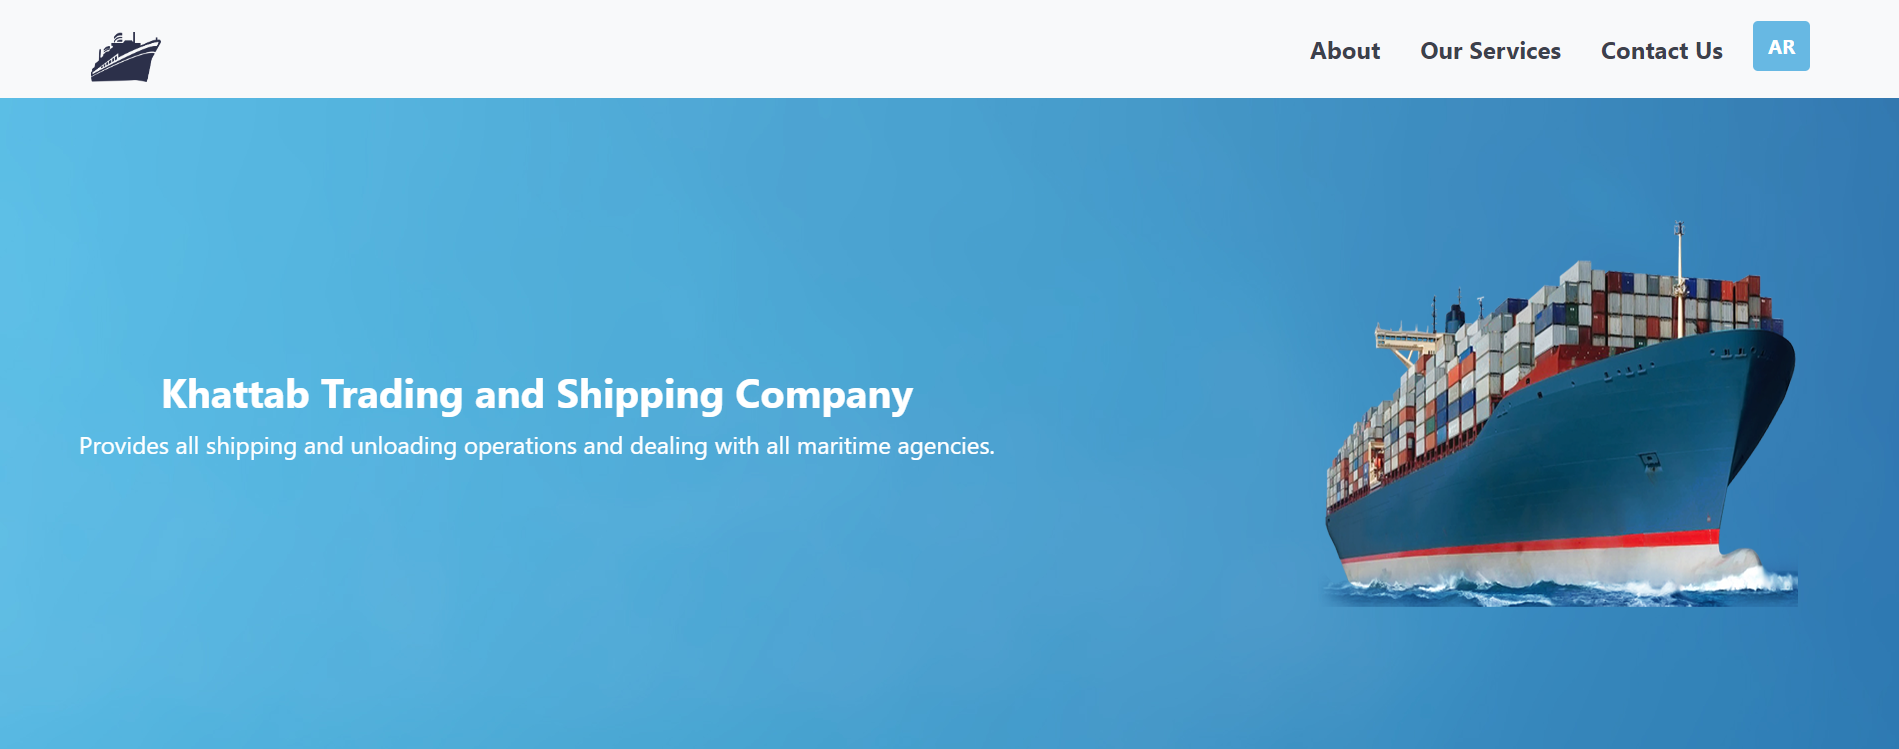 About
Our Services
Contact Us
AR
Khattab Trading and Shipping Company
Provides all shipping and unloading operations and dealing with all maritime agencies.